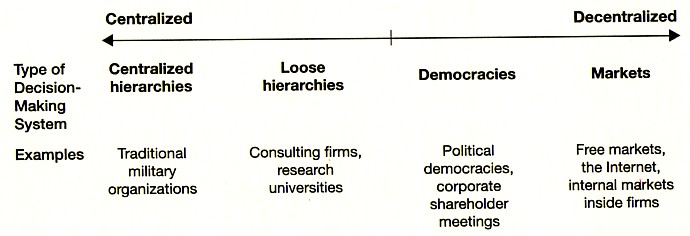 Centralized
Decentralized
Type of
Decision-
Making
System
Centralized
hierarchies
Loose
hierarchies
Democracies
Markets
Examples
Traditional
military
organizations
Consulting firms,
research
universities
Political
democracies,
corporate
shareholder
meetings
Free markets,
the Internet,
internal markets
inside firms